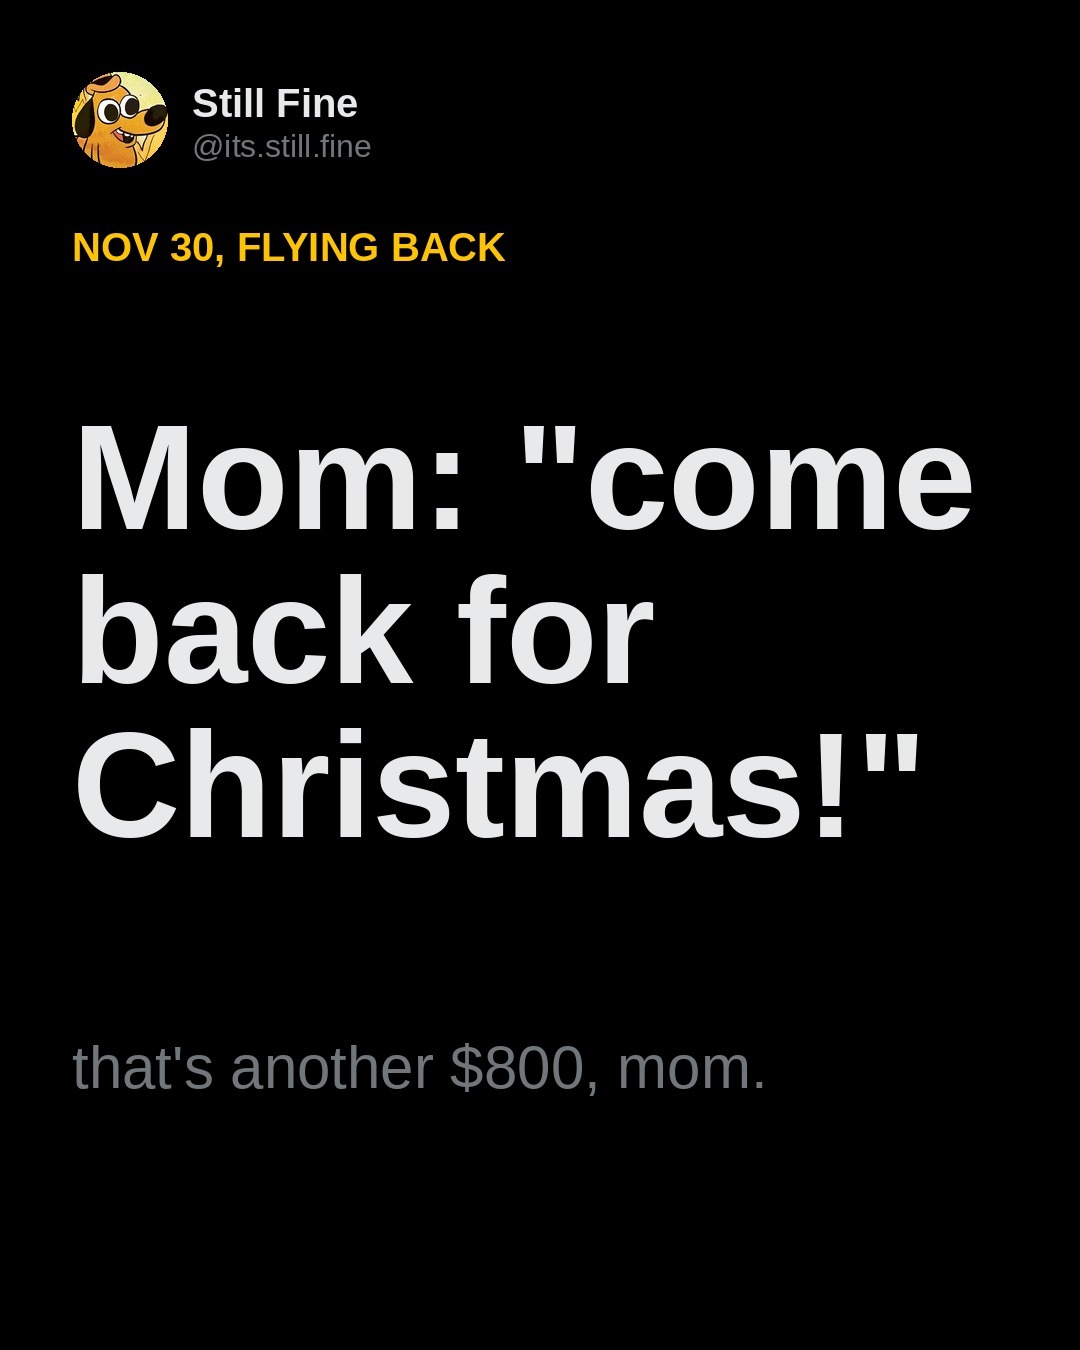 Still Fine
@its.still.fine
NOV 30, FLYING BACK
Mom: "come
back for
Christmas!"
that's another $800, mom.